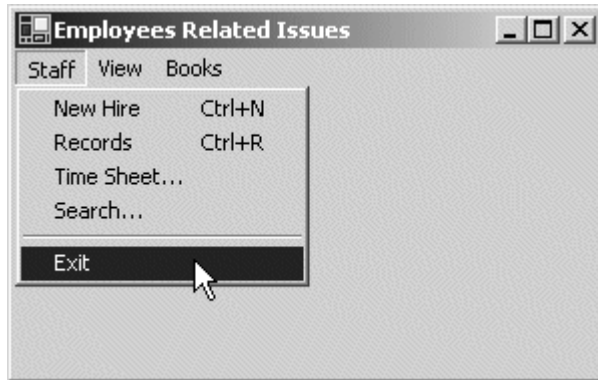 Employees Related Issues
Staff View Books
New Hire Ctrl+N
Records Ctrl+R
Time Sheet...
Search...
Exit